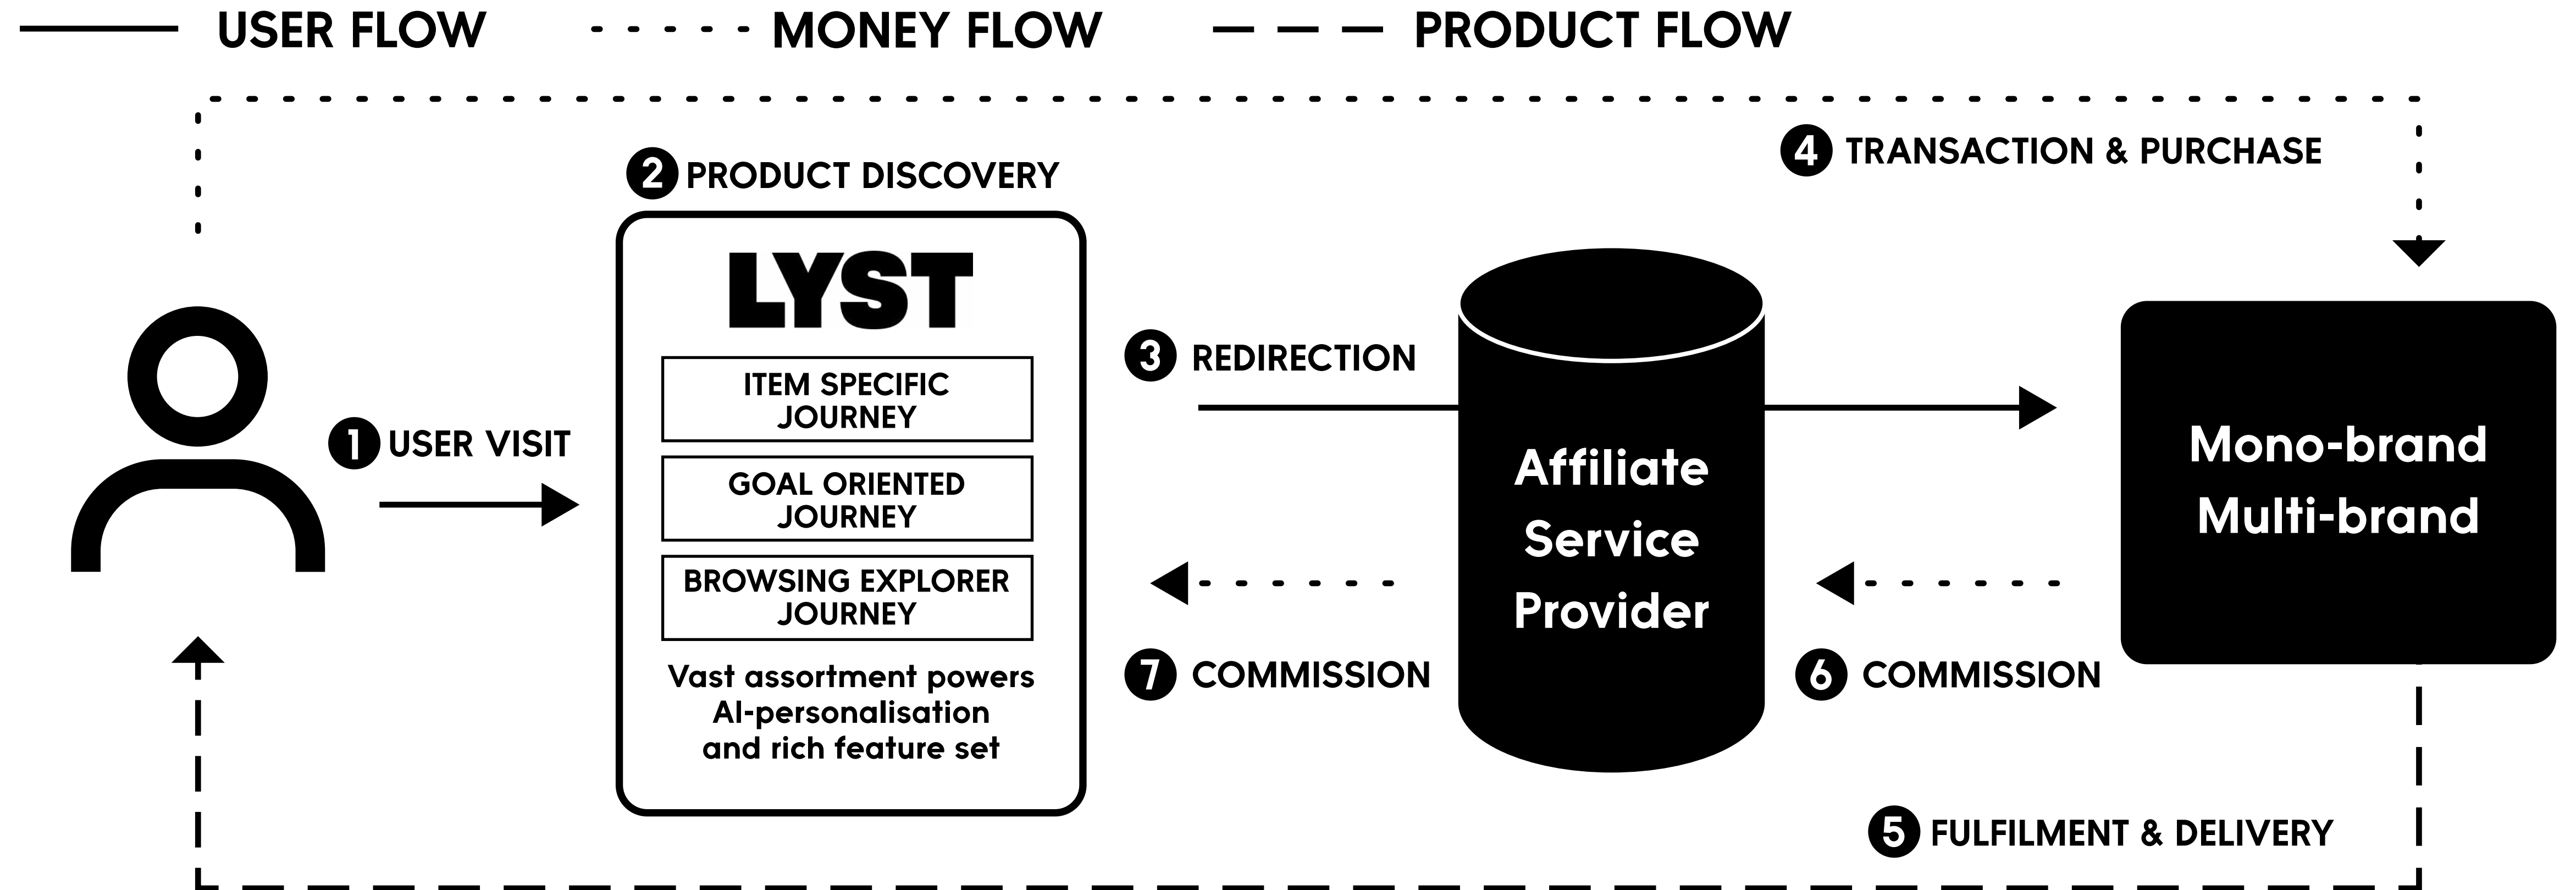 USER FLOW
MONEY FLOW
PRODUCT FLOW
4 TRANSACTION & PURCHASE
2 PRODUCT DISCOVERY
LYST
ITEM SPECIFIC
JOURNEY
GOAL ORIENTED
JOURNEY
BROWSING EXPLORER
JOURNEY
Vast assortment powers
AI-personalisation
and rich feature set
1 USER VISIT
3 REDIRECTION
Affiliate
Service
Provider
Mono-brand
Multi-brand
7 COMMISSION
6 COMMISSION
5 FULFILMENT & DELIVERY